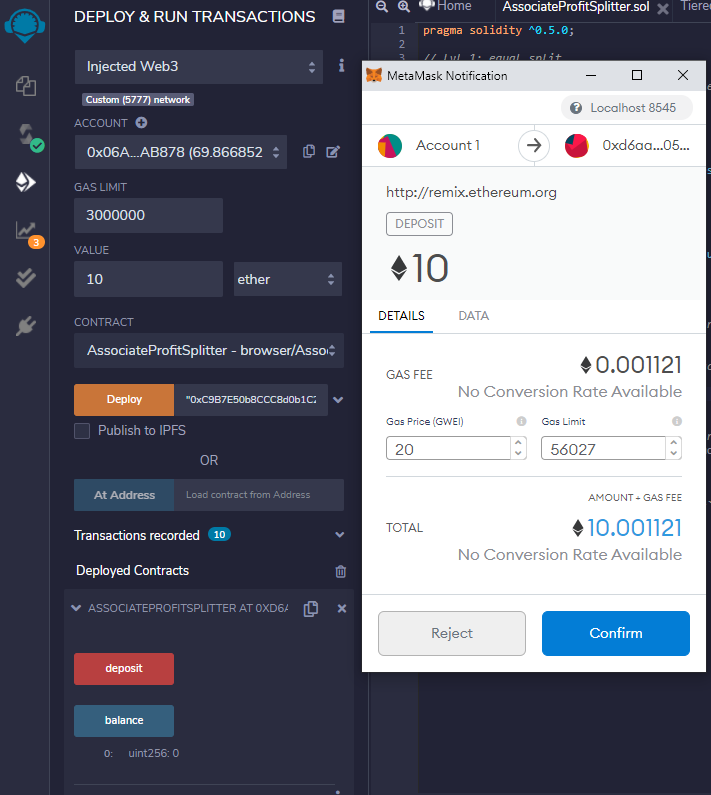 DEPLOY & RUN TRANSACTIONS
Injected Web3
Custom (5777) network
ACCOUNT
0x06A...AB878 (69.866852
GAS LIMIT
3000000
VALUE
10
ether
CONTRACT
AssociateProfitSplitter - browser/Assoc
Deploy
"0xC9B7E50b8CCC8d0b1C2
Publish to IPFS
OR
At Address
Load contract from Address
Transactions recorded 10
Deployed Contracts
ASSOCIATEPROFITSPLITTER AT 0XD6A
deposit
balance
0: uint256: 0
3
Home
AssociateProfitSplitter.sol
Tiered
1 pragma solidity ^0.5.0;
2
3 // lvl 1: equal split
MetaMask Notification
Localhost 8545
Account 1
0xd6aa...05...
http://remix.ethereum.org
DEPOSIT
10
DETAILS
DATA
GAS FEE
0.001121
No Conversion Rate Available
Gas Price (GWEI)
Gas Limit
20
56027
AMOUNT + GAS FEE
TOTAL
10.001121
No Conversion Rate Available
Reject
Confirm